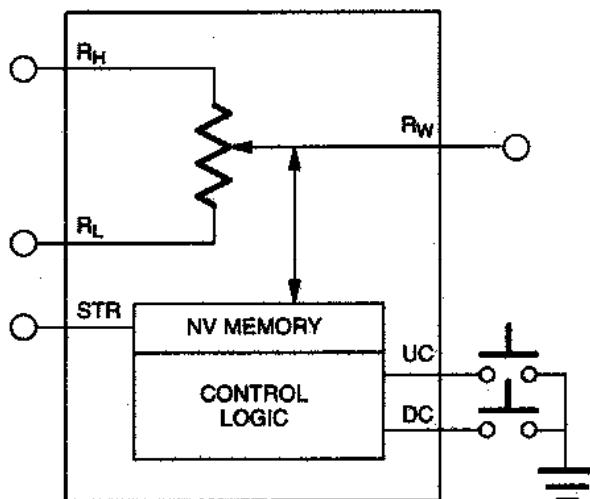 RH
RW
RL
STR
NV MEMORY
UC
CONTROL
LOGIC
DC